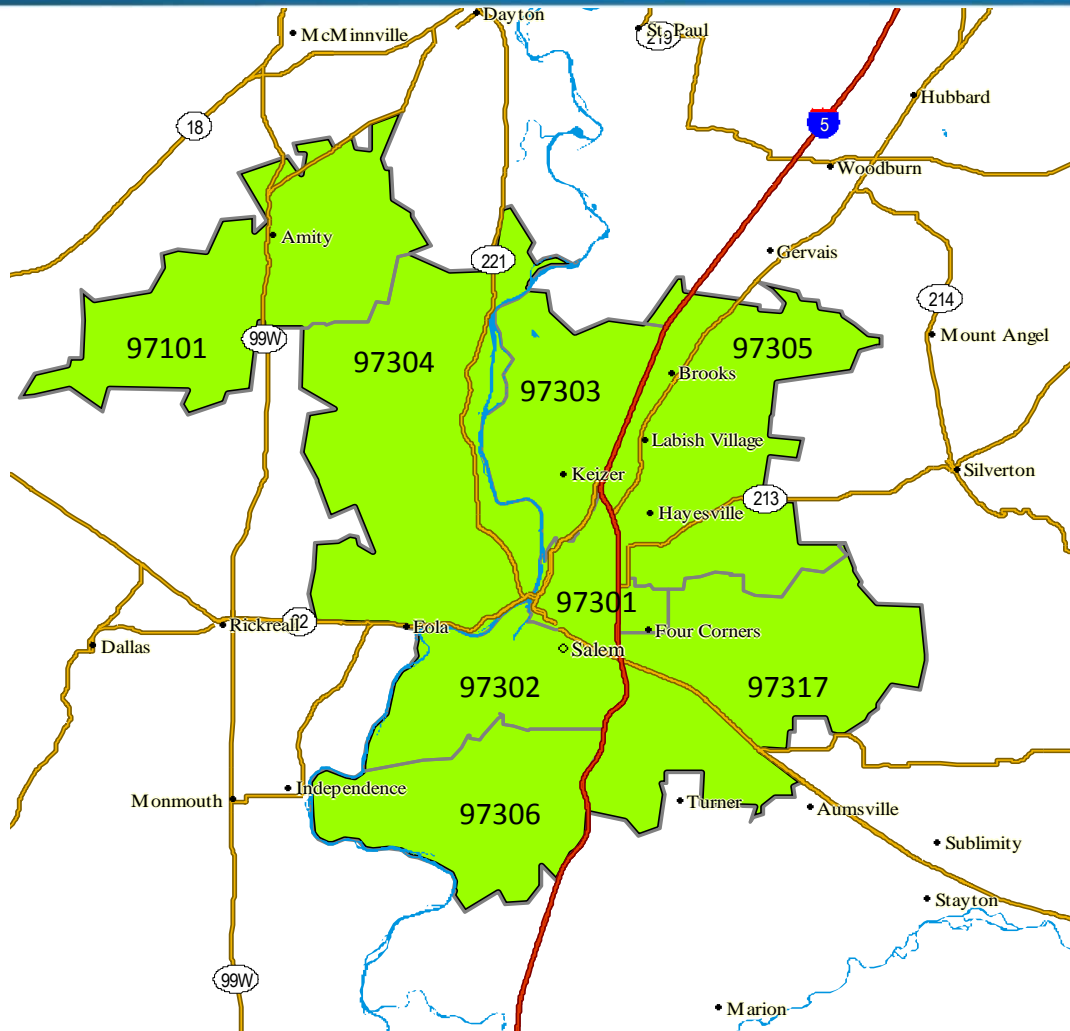 Dayton
McMinnville
St. Paul
219
Hubbard
18
5
Woodburn
Amity
Gervais
221
214
99W
97101
97304
97303
97305
Mount Angel
Brooks
Labish Village
Keizer
Silverton
213
Hayesville
97301
22
Rickreall
Eola
Four Corners
Dallas
Salem
97302
97317
Independence
Monmouth
97306
Turner
Aumsville
Sublimity
Stayton
99W
Marion